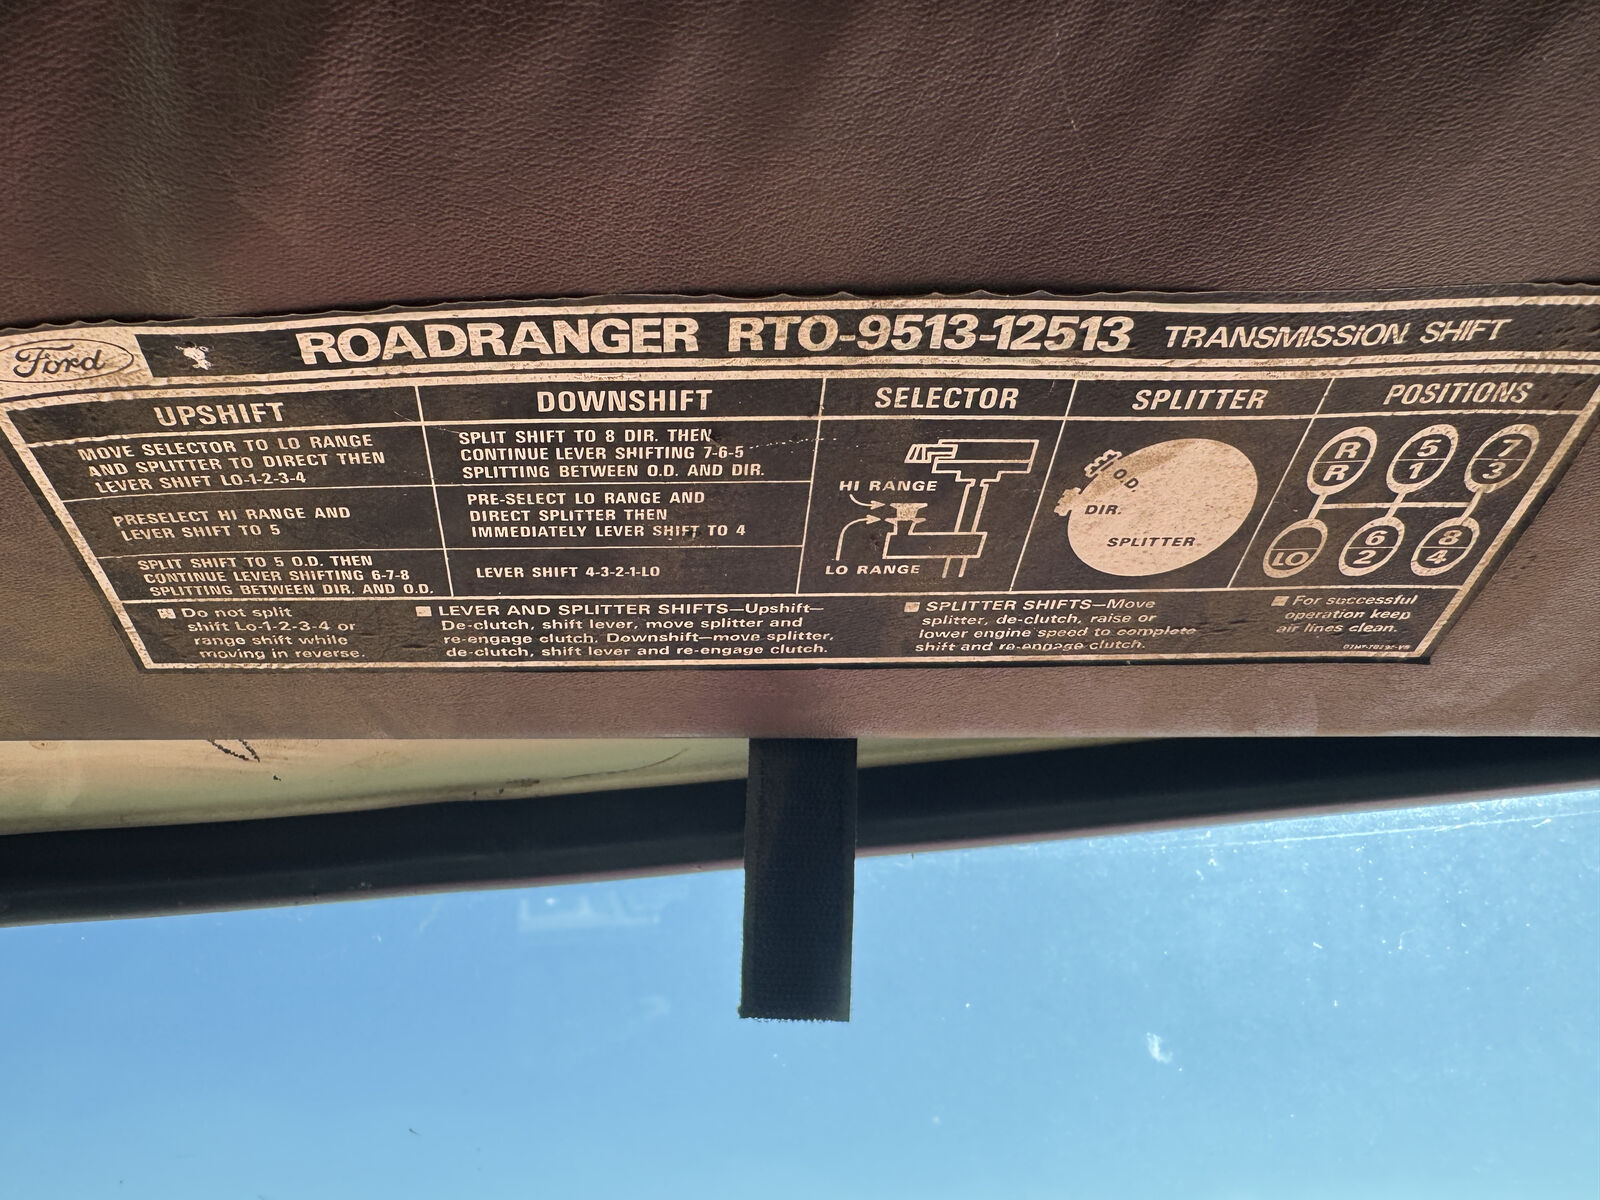 Ford
ROADRANGER RTO-9513-12513 TRANSMISSION SHIFT
UPSHIFT
MOVE SELECTOR TO LO RANGE
AND SPLITTER TO DIRECT THEN
LEVER SHIFT LO-1-2-3-4
PRESELECT HI RANGE AND
LEVER SHIFT TO 5
SPLIT SHIFT TO 5 O.D. THEN
CONTINUE LEVER SHIFTING 6-7-8
SPLITTING BETWEEN DIR. AND O.D.
DOWNSHIFT
SPLIT SHIFT TO 8 DIR. THEN
CONTINUE LEVER SHIFTING 7-6-5
SPLITTING BETWEEN O.D. AND DIR.
PRE-SELECT LO RANGE AND
DIRECT SPLITTER THEN
IMMEDIATELY LEVER SHIFT TO 4
LEVER SHIFT 4-3-2-1-LO
SELECTOR
HI RANGE
LO RANGE
SPLITTER
O.D.
DIR.
SPLITTER
POSITIONS
R 5 7
R 1 3
6 8
LO 2 4
Do not split
shift Lo-1-2-3-4 or
range shift while
moving in reverse.
LEVER AND SPLITTER SHIFTS—Upshift—
De-clutch, shift lever, move splitter and
re-engage clutch. Downshift—move splitter,
de-clutch, shift lever and re-engage clutch.
SPLITTER SHIFTS—Move
splitter, de-clutch, raise or
lower engine speed to complete
shift and re-engage clutch.
For successful
operation keep
air lines clean.